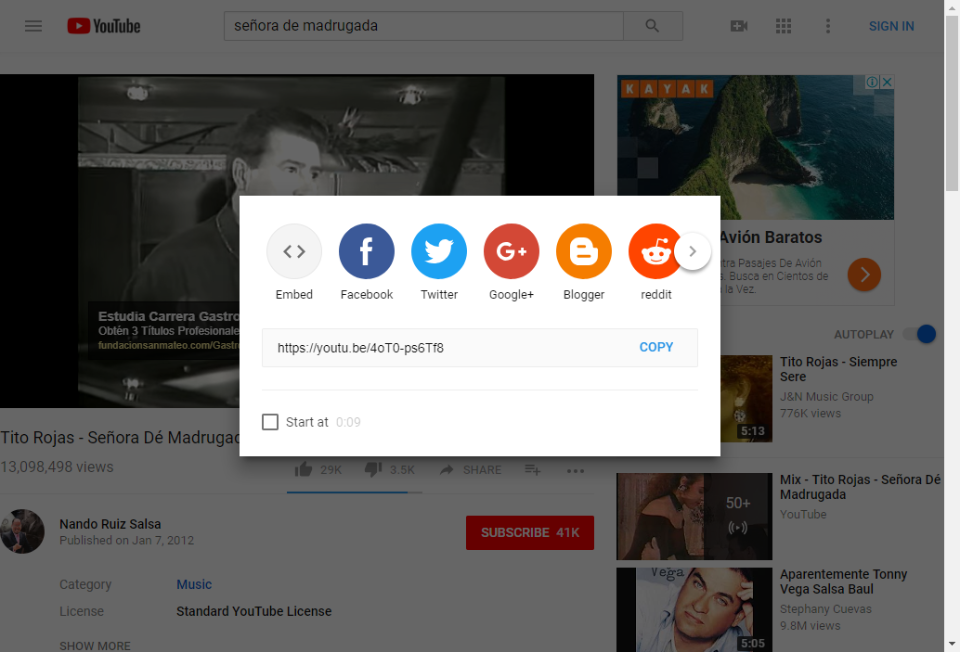 YouTube
señora de madrugada
SIGN IN
KAYAK
Avión Baratos
Pasajes De Avión
s. Busca en Cientos de
la Vez.
Estudia Carrera Gastro
Obtén 3 Títulos Profesionale
fundacionsanmateo.com/Gastr
Embed
Facebook
Twitter
G+
Google+
Blogger
reddit
https://youtu.be/4oT0-ps6Tf8
COPY
Start at 0:09
AUTOPLAY
Tito Rojas - Siempre
Sere
J&N Music Group
776K views
5:13
Tito Rojas - Señora Dé Madrugad
13,098,498 views
29K
3.5K
SHARE
Nando Ruiz Salsa
Published on Jan 7, 2012
SUBSCRIBE 41K
Category
Music
License
Standard YouTube License
SHOW MORE
50+
Mix - Tito Rojas - Señora Dé
Madrugada
YouTube
Vega
5:05
Aparentemente Tonny
Vega Salsa Baul
Stephany Cuevas
9.8M views